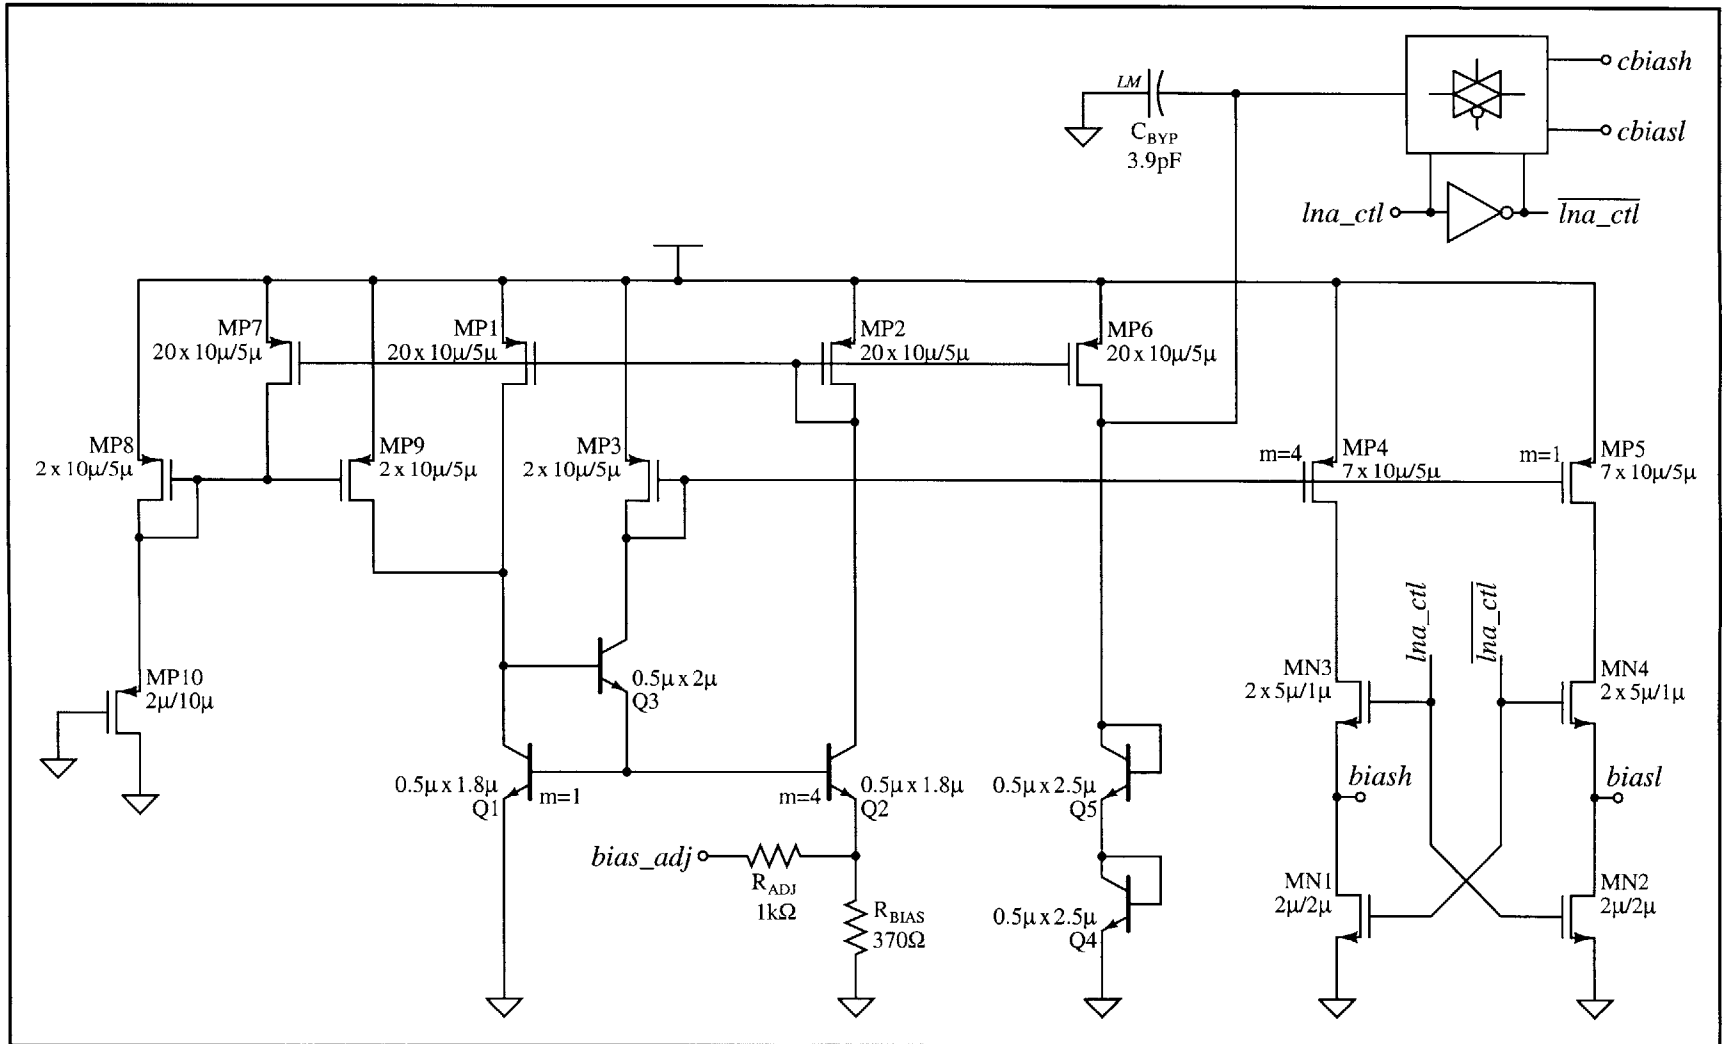 cbiash
LM
C_BYP
3.9pF
cbiasl
lna_ctl
lna_ctl
MP7
20 x 10µ/5µ
MP1
20 x 10µ/5µ
MP2
20 x 10µ/5µ
MP6
20 x 10µ/5µ
MP8
2 x 10µ/5µ
MP9
2 x 10µ/5µ
MP3
2 x 10µ/5µ
m=4
MP4
7 x 10µ/5µ
m=1
MP5
7 x 10µ/5µ
lna_ctl
lna_ctl
MP10
2µ/10µ
0.5µ x 2µ
Q3
MN3
2 x 5µ/1µ
MN4
2 x 5µ/1µ
0.5µ x 1.8µ
Q1
m=1
m=4
0.5µ x 1.8µ
Q2
0.5µ x 2.5µ
Q5
biash
biasl
bias_adj
R_ADJ
1kΩ
R_BIAS
370Ω
0.5µ x 2.5µ
Q4
MN1
2µ/2µ
MN2
2µ/2µ